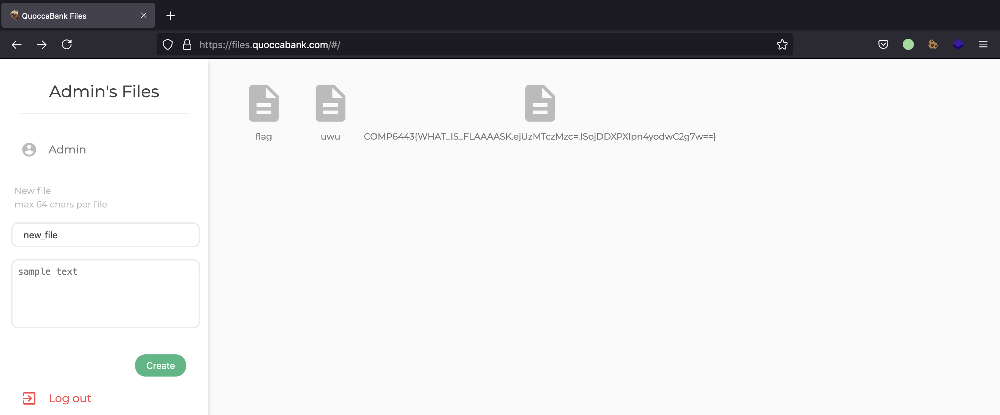 QuoccaBank Files
https://files.quoccabank.com/#/
Admin's Files
Admin
New file
max 64 chars per file
new_file
sample text
Create
Log out
flag
uwu
COMP6443{WHAT_IS_FLAAAASK.ejUzMTczMzc=.ISojDDXPXIpn4yodwC2g7w==}